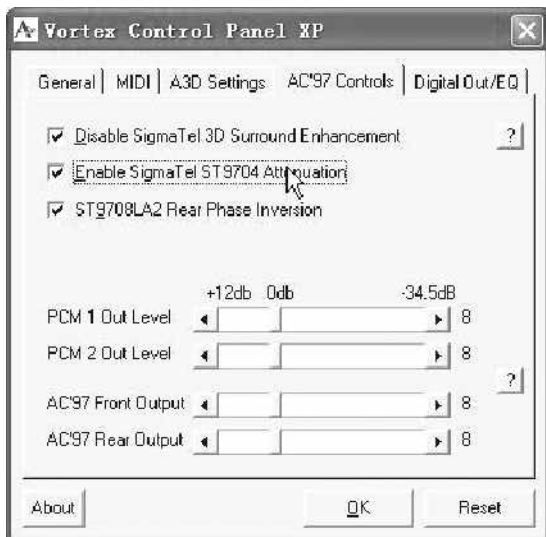 Vortex Control Panel XP
General MIDI A3D Settings AC'97 Controls Digital Out/EQ
Disable SigmaTel 3D Surround Enhancement ?
Enable SigmaTel ST9704 Attenuation
ST9708LA2 Rear Phase Inversion
+12db 0db -34.5dB
PCM 1 Out Level 8
PCM 2 Out Level 8
?
AC'97 Front Output 8
AC'97 Rear Output 8
About OK Reset